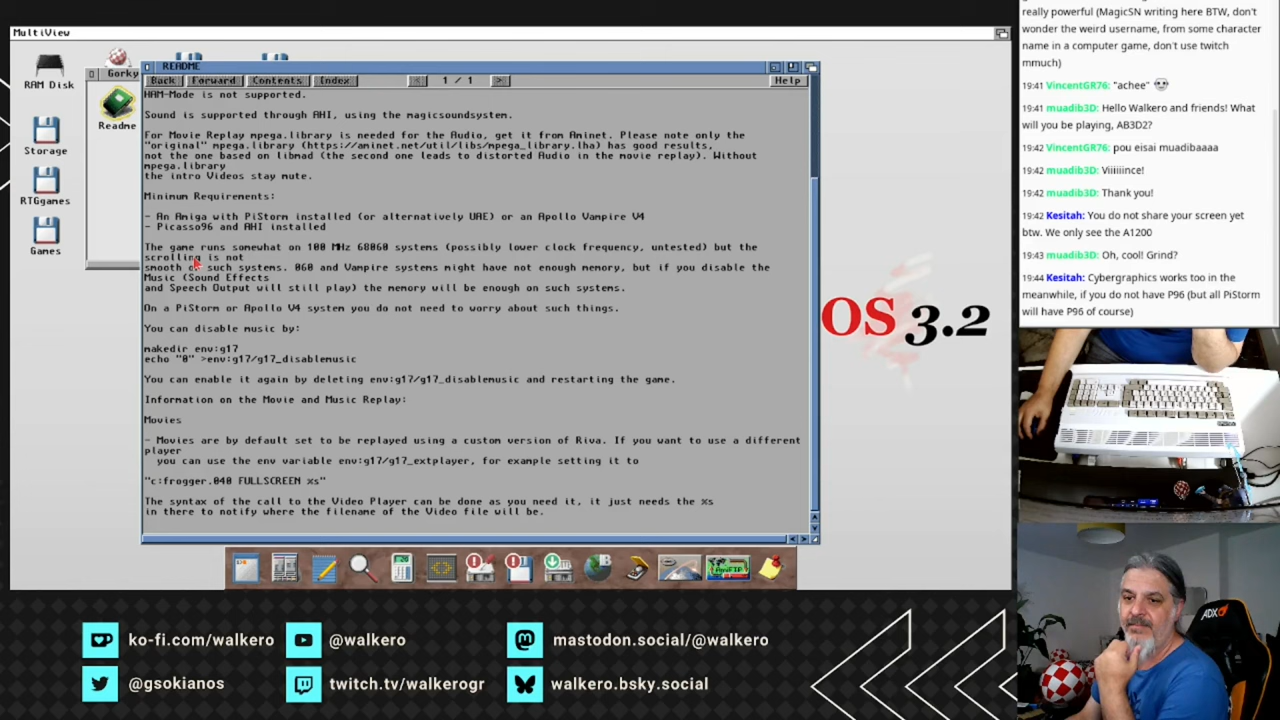 MultiView
RAM Disk
Gorky
Readme
Storage
RTGgames
Games
README
Back
Forward
Contents
Index
1 / 1
Help
HAM-Mode is not supported.
Sound is supported through AHI, using the magicsoundsystem.
For Movie Replay mpega.library is needed for the Audio, get it from Aminet. Please note only the
"original" mpega.library (https://aminet.net/util/libs/mpega_library.lha) has good results,
not the one based on libmad (the second one leads to distorted Audio in the movie replay). Without
mpega.library
the intro Videos stay mute.
Minimum Requirements:
- An Amiga with PiStorm installed (or alternatively UAE) or an Apollo Vampire V4
- Picasso96 and AHI installed
The game runs somewhat on 100 MHz 68060 systems (possibly lower clock frequency, untested) but the
scrolling is not
smooth on such systems. 060 and Vampire systems might have not enough memory, but if you disable the
Music (Sound Effects
and Speech Output will still play) the memory will be enough on such systems.
On a PiStorm or Apollo V4 system you do not need to worry about such things.
You can disable music by:
makedir env:g17
echo "0" >env:g17/g17_disablemusic
You can enable it again by deleting env:g17/g17_disablemusic and restarting the game.
Information on the Movie and Music Replay:
Movies
- Movies are by default set to be replayed using a custom version of Riva. If you want to use a different
player
you can use the env variable env:g17/g17_extplayer, for example setting it to
"c:frogger.040 FULLSCREEN %s"
The syntax of the call to the Video Player can be done as you need it, it just needs the %s
in there to notify where the filename of the Video file will be.
OS 3.2
AmiFTP
really powerful (MagicSN writing here BTW, don't
wonder the weird username, from some character
name in a computer game, don't use twitch
mmuch)
19:41 VincentGR76: "achee"
19:41 muadib3D: Hello Walkero and friends! What
will you be playing, AB3D2?
19:42 VincentGR76: pou eisai muadibaaaa
19:42 muadib3D: Viiiiiince!
19:42 muadib3D: Thank you!
19:42 Kesitah: You do not share your screen yet
btw. We only see the A1200
19:43 muadib3D: Oh, cool! Grind?
19:44 Kesitah: Cybergraphics works too in the
meanwhile, if you do not have P96 (but all PiStorm
will have P96 of course)
ADX
ko-fi.com/walkero
@walkero
mastodon.social/@walkero
@gsokianos
twitch.tv/walkerogr
walkero.bsky.social